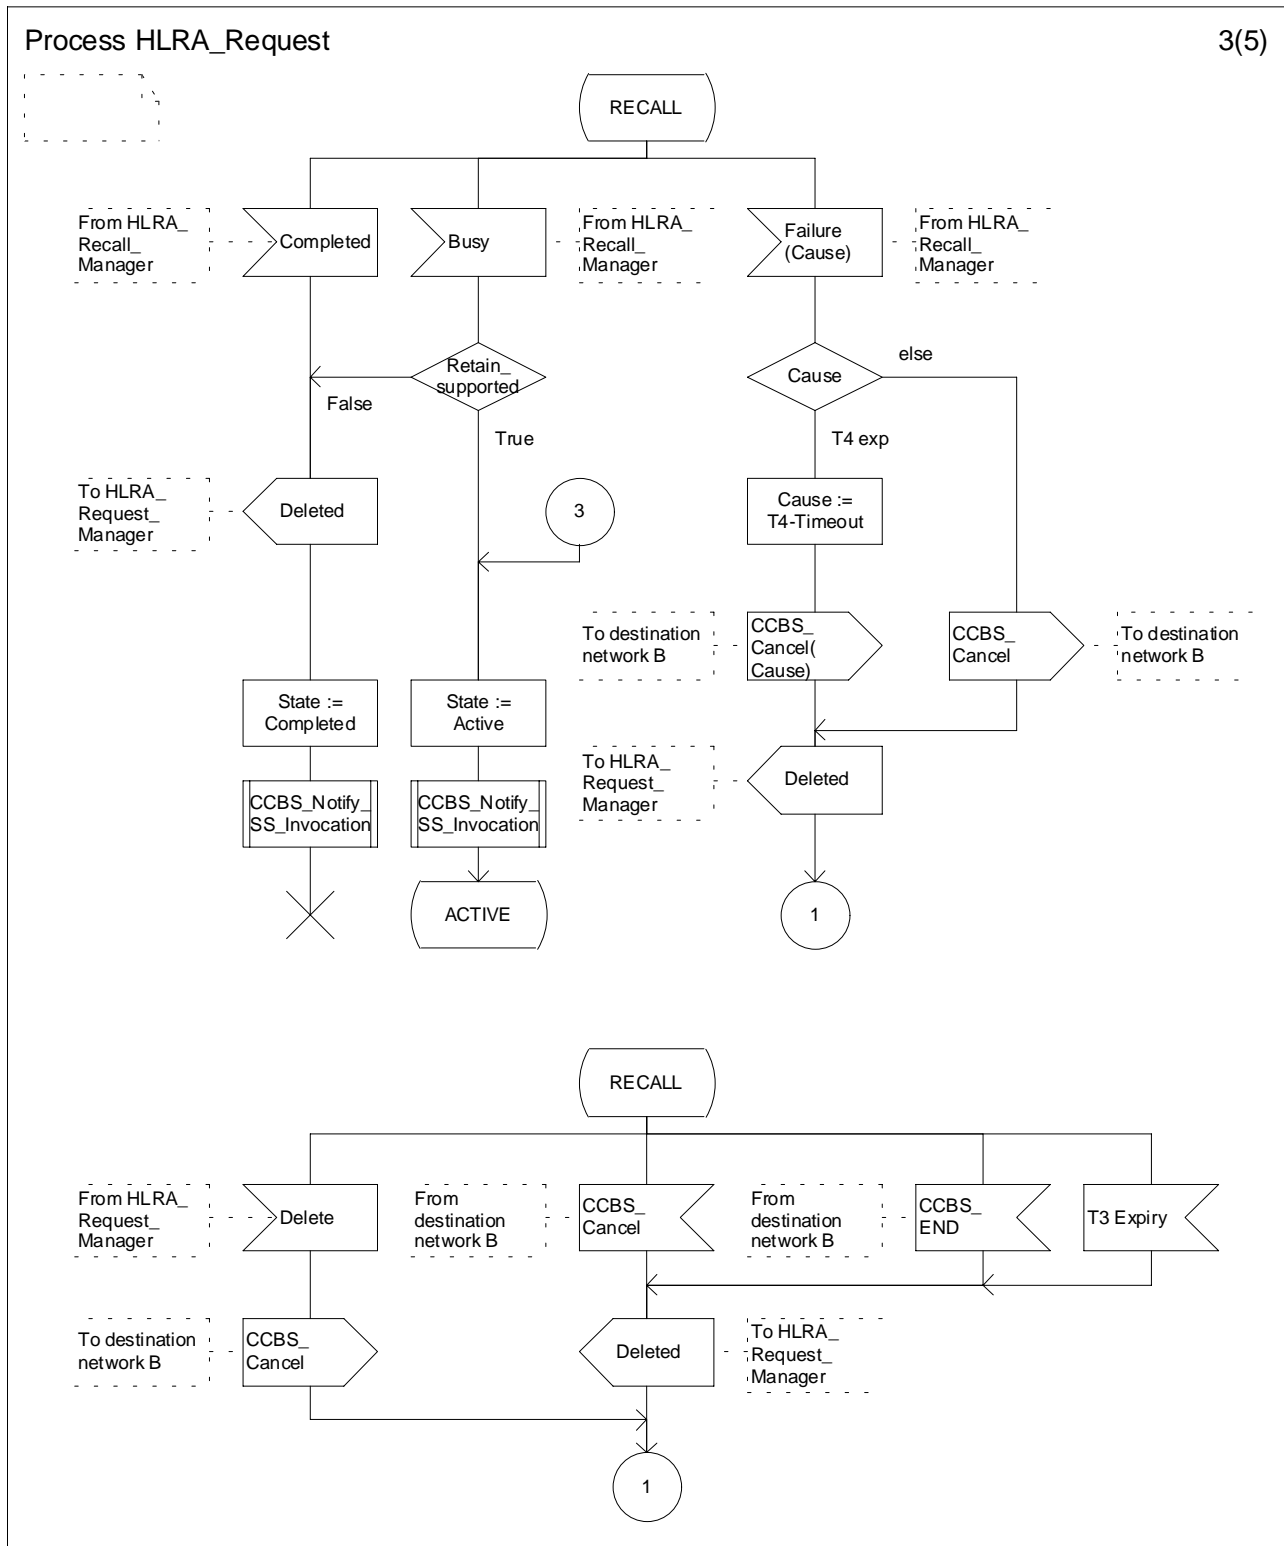 Process HLRA_Request
3(5)
RECALL
From HLRA_
Recall_
Manager
Completed
Busy
From HLRA_
Recall_
Manager
Failure
(Cause)
From HLRA_
Recall_
Manager
Retain_
supported
False
True
Cause
else
T4 exp
To HLRA_
Request_
Manager
Deleted
3
Cause :=
T4-Timeout
To destination
network B
CCBS_
Cancel(
Cause)
CCBS_
Cancel
To destination
network B
State :=
Completed
State :=
Active
To HLRA_
Request_
Manager
Deleted
CCBS_Notify_
SS_Invocation
CCBS_Notify_
SS_Invocation
ACTIVE
1
RECALL
From HLRA_
Request_
Manager
Delete
From
destination
network B
CCBS_
Cancel
From
destination
network B
CCBS_
END
T3 Expiry
To destination
network B
CCBS_
Cancel
Deleted
To HLRA_
Request_
Manager
1